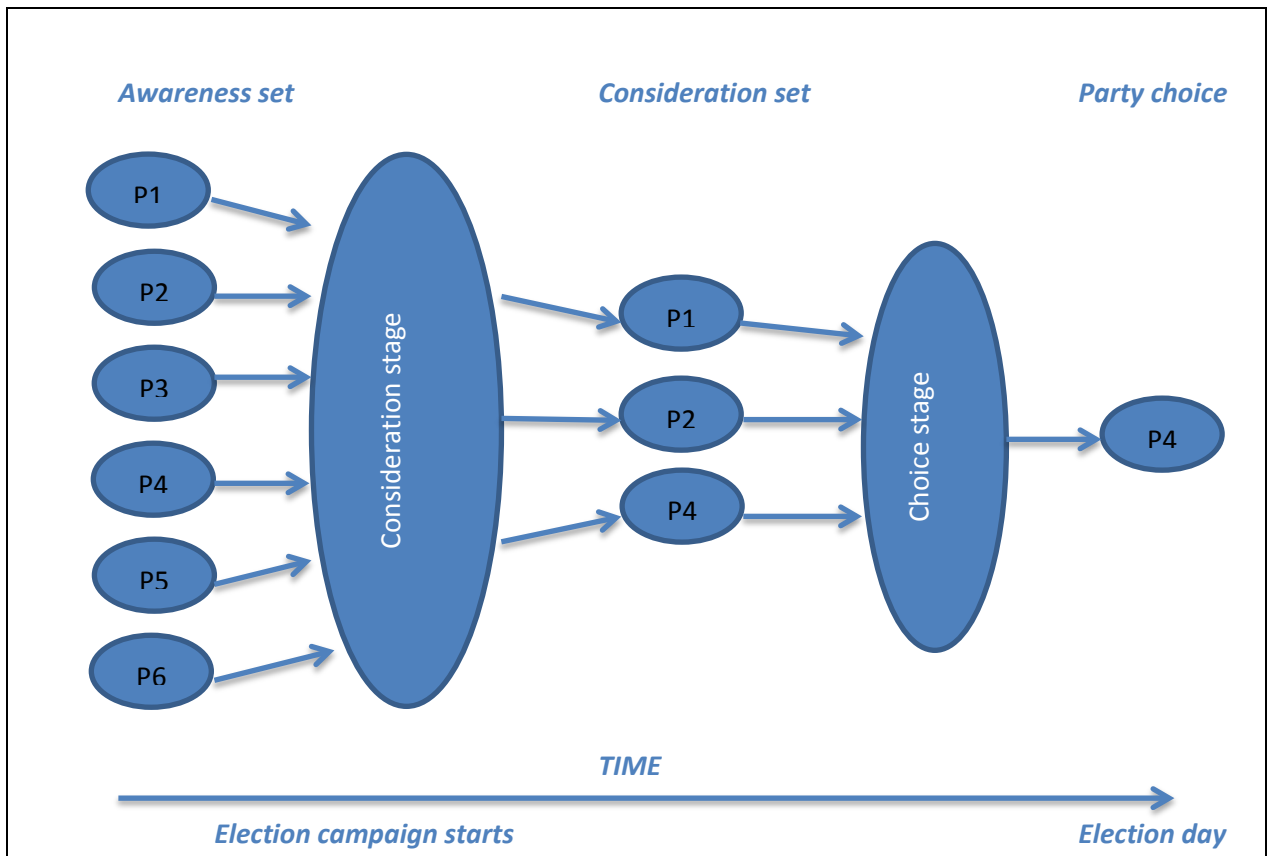 Awareness set
Consideration set
Party choice
P1
P2
P3
P4
P5
P6
Consideration stage
P1
P2
P4
Choice stage
P4
TIME
Election campaign starts
Election day